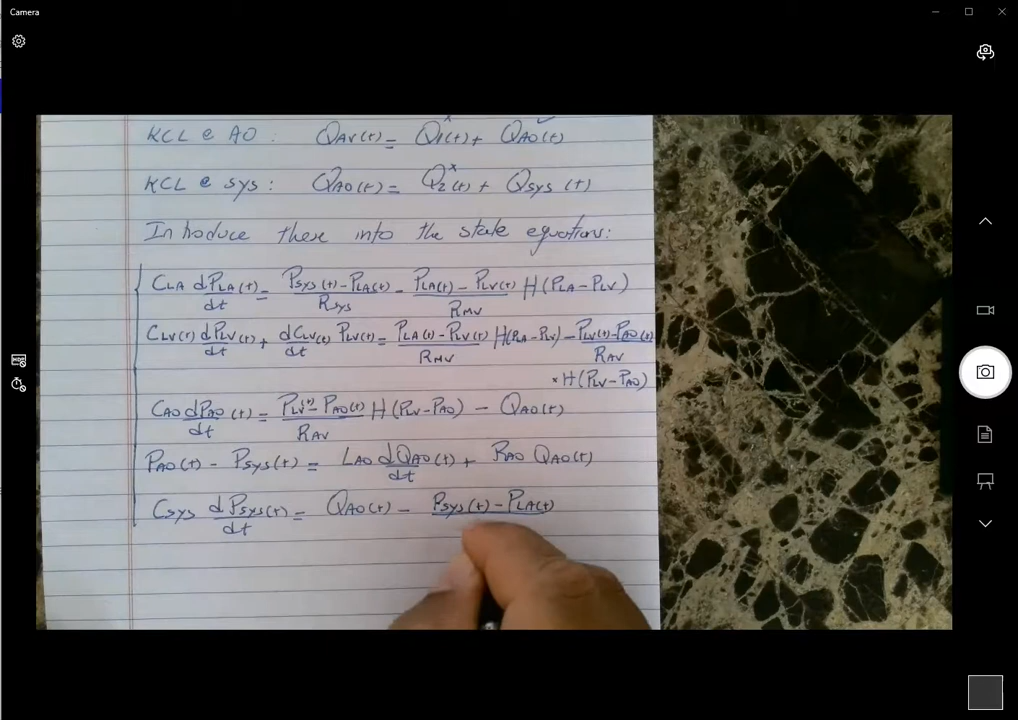 Camera
KCL @ AO : QAV(t) = Q1(t) + QAO(t)
KCL @ sys : QAO(t) = Q2(t) + Qsys (t)
Introduce these into the state equations:
CLA dPLA(t)/dt = Psys(t) - PLA(t)/Rsys - PLA(t) - PLV(t)/RMV H(PLA - PLV)
CLV(t) dPLV(t)/dt + dCLV(t)/dt PLV(t) = PLA(t) - PLV(t)/RMV H(PLA - PLV) - PLV(t) - PAO(t)/RAV
× H(PLV - PAO)
CAO dPAO/dt (t) = PLV(t) - PAO(t)/RAV H(PLV - PAO) - QAO(t)
PAO(t) - Psys(t) = LAO dQAO(t)/dt + RAO QAO(t)
Csys dPsys(t)/dt = QAO(t) - Psys(t) - PLA(t)